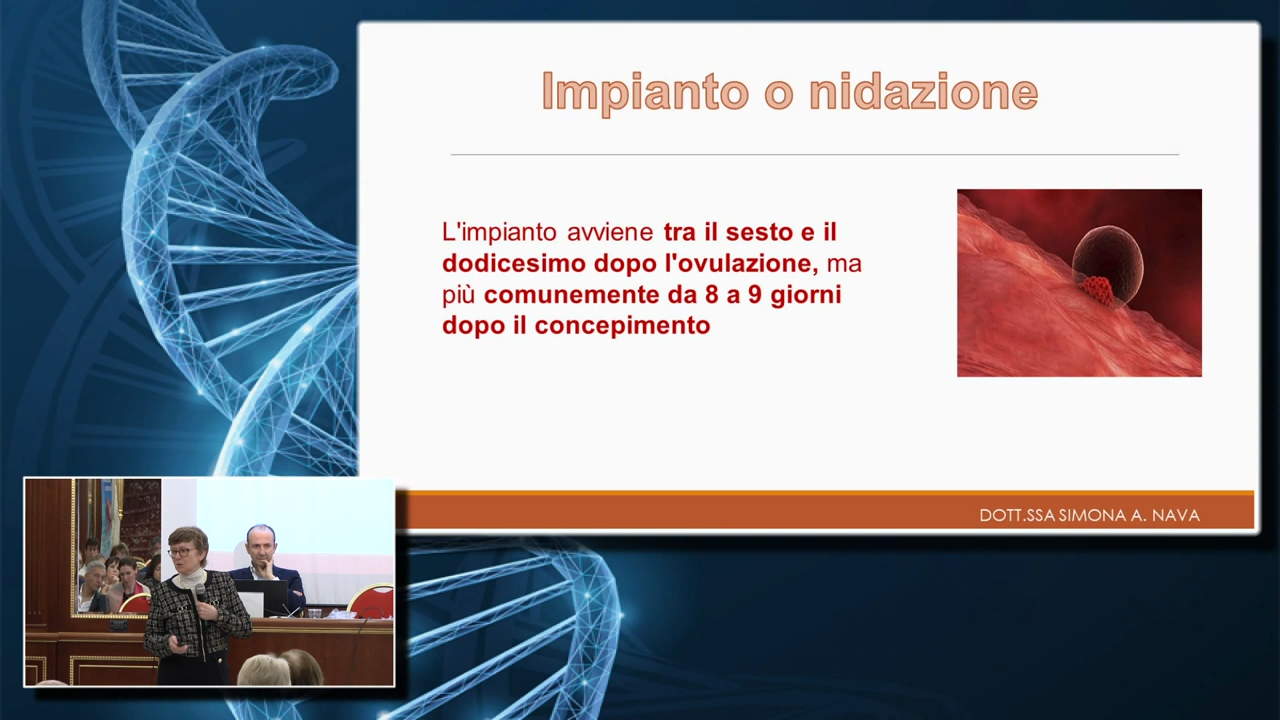 Impianto o nidazione
L'impianto avviene tra il sesto e il
dodicesimo dopo l'ovulazione, ma
più comunemente da 8 a 9 giorni
dopo il concepimento
DOTT.SSA SIMONA A. NAVA